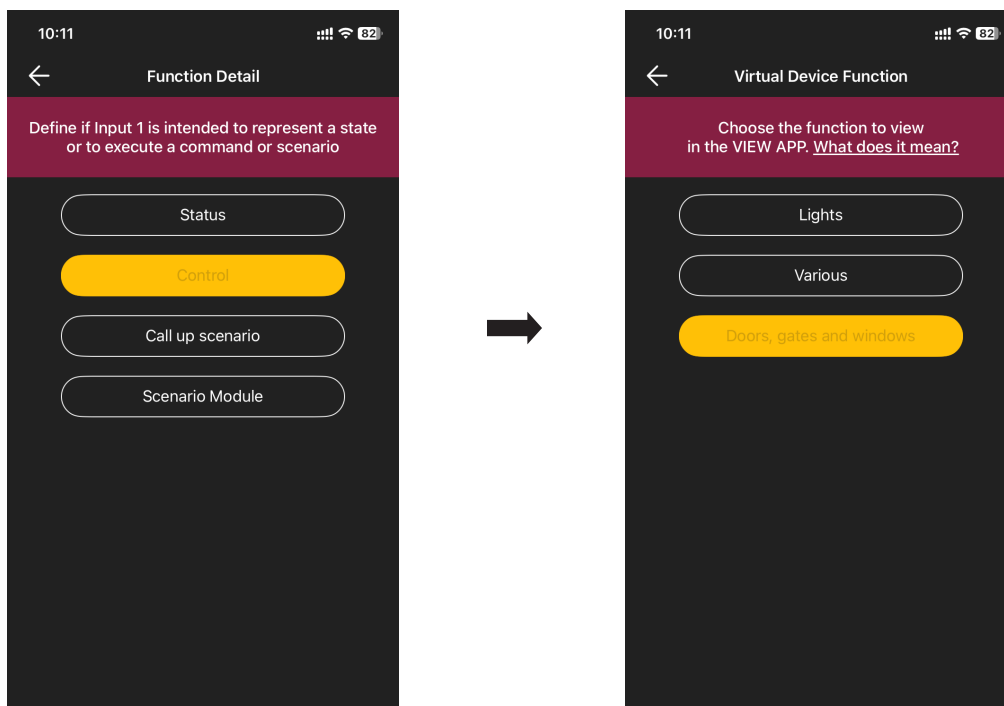 10:11
82
Function Detail
Define if Input 1 is intended to represent a state
or to execute a command or scenario
Status
Control
Call up scenario
Scenario Module
10:11
82
Virtual Device Function
Choose the function to view
in the VIEW APP. What does it mean?
Lights
Various
Doors, gates and windows